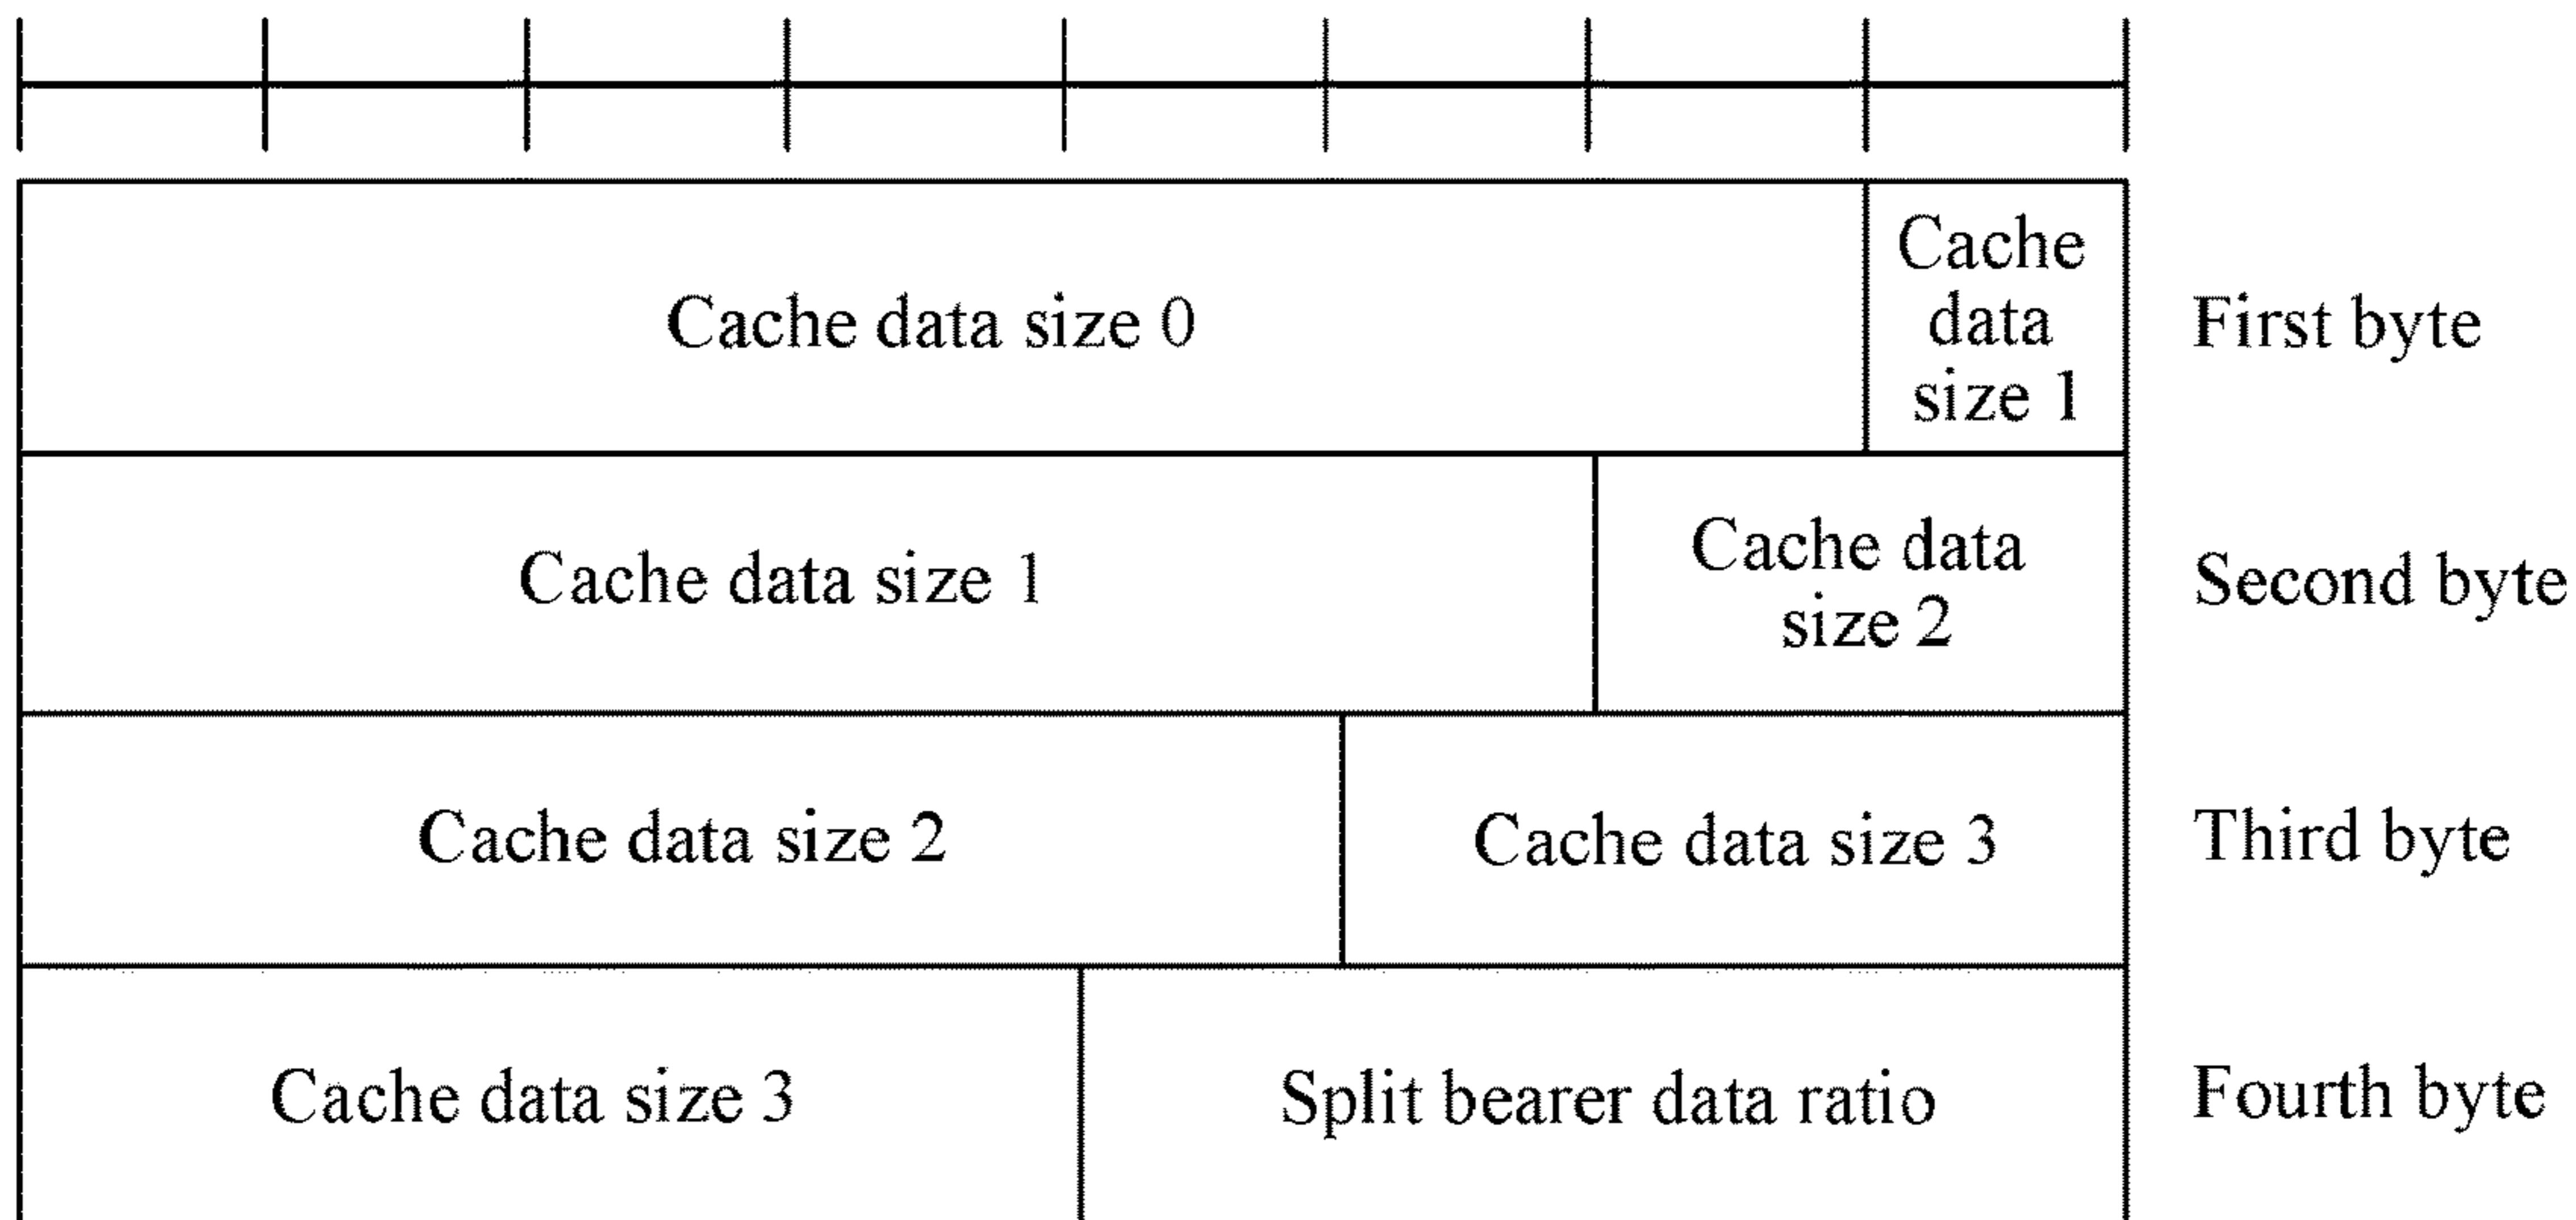 Cache data size 0
Cache
data
size 1
First byte
Cache data size 1
Cache data
size 2
Second byte
Cache data size 2
Cache data size 3
Third byte
Cache data size 3
Split bearer data ratio
Fourth byte